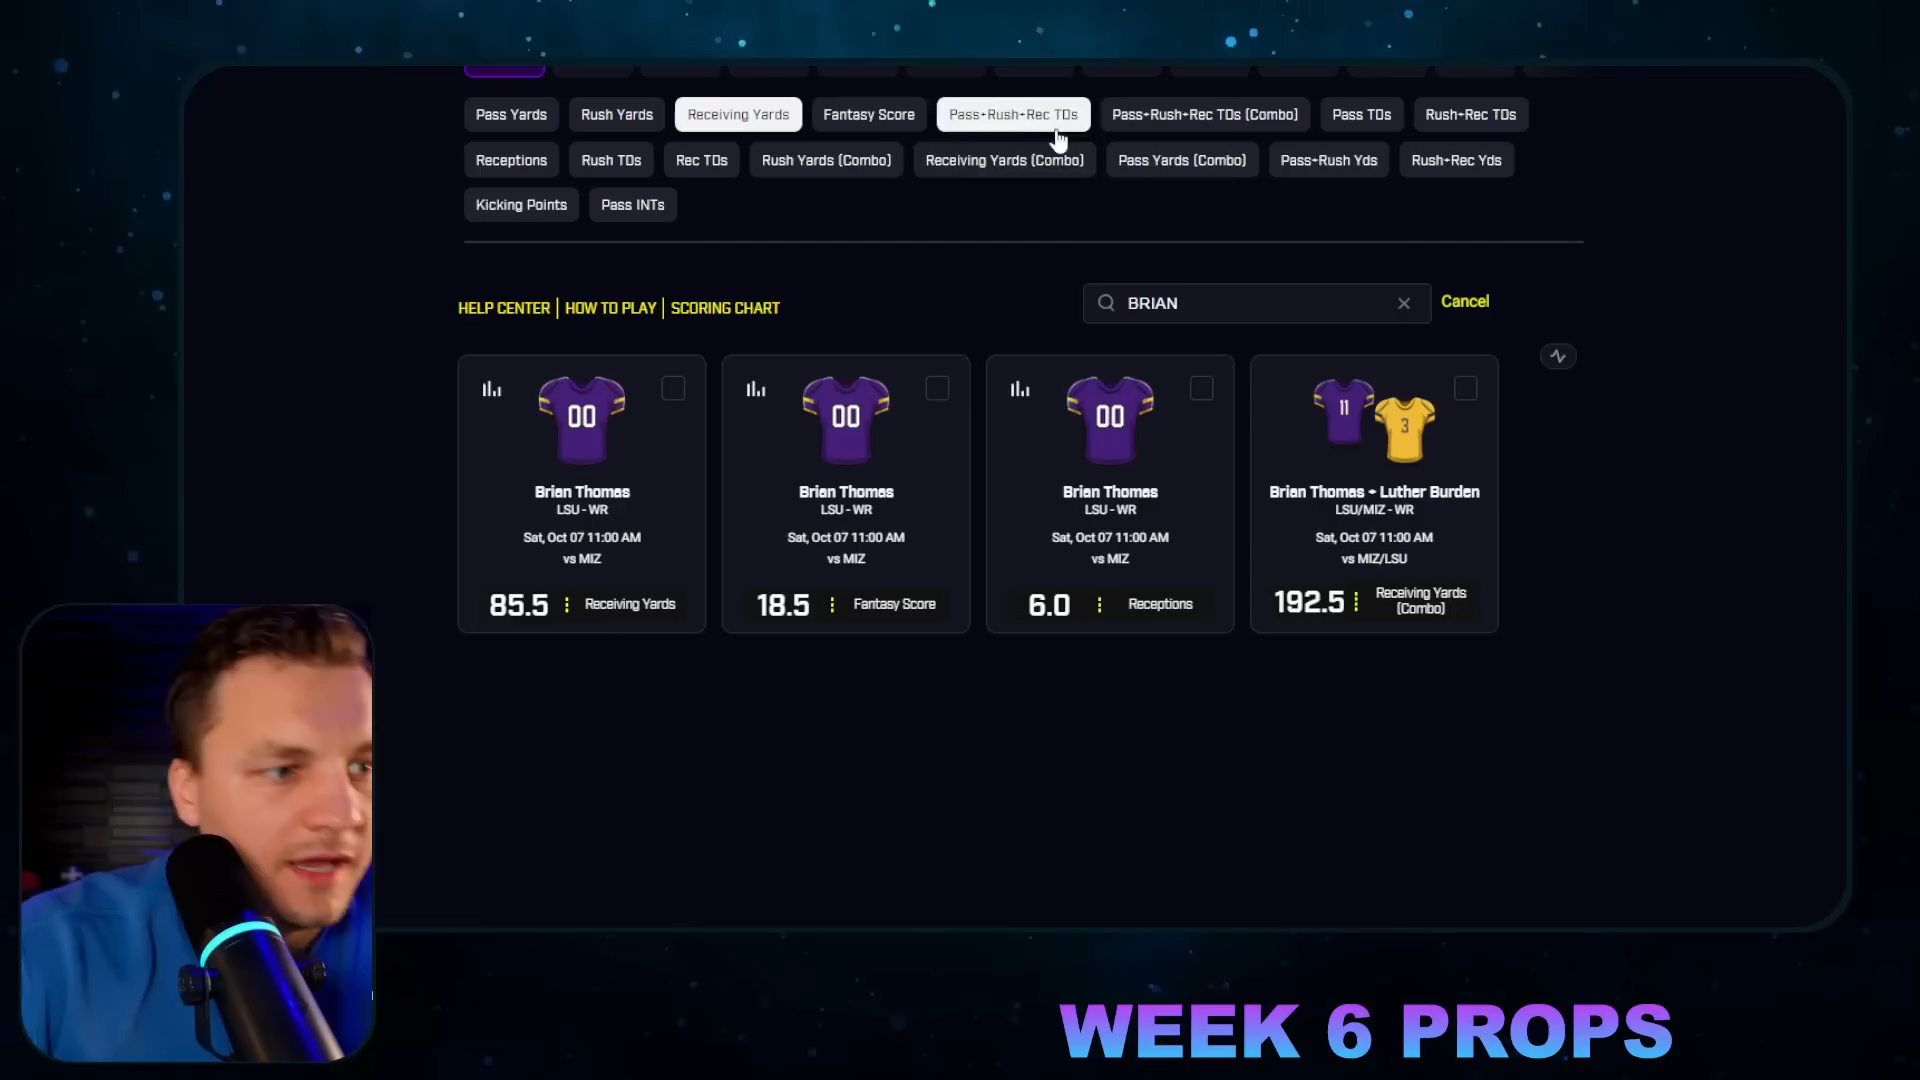 Pass Yards Rush Yards Receiving Yards Fantasy Score Pass+Rush+Rec TDs Pass+Rush+Rec TDs (Combo) Pass TDs Rush+Rec TDs
Receptions Rush TDs Rec TDs Rush Yards (Combo) Receiving Yards (Combo) Pass Yards (Combo) Pass+Rush Yds Rush+Rec Yds
Kicking Points Pass INTs
HELP CENTER | HOW TO PLAY | SCORING CHART
BRIAN
Cancel
00
Brian Thomas
LSU - WR
Sat, Oct 07 11:00 AM
vs MIZ
85.5 Receiving Yards
00
Brian Thomas
LSU - WR
Sat, Oct 07 11:00 AM
vs MIZ
18.5 Fantasy Score
00
Brian Thomas
LSU - WR
Sat, Oct 07 11:00 AM
vs MIZ
6.0 Receptions
11
3
Brian Thomas + Luther Burden
LSU/MIZ - WR
Sat, Oct 07 11:00 AM
vs MIZ/LSU
192.5 Receiving Yards
(Combo)
WEEK 6 PROPS